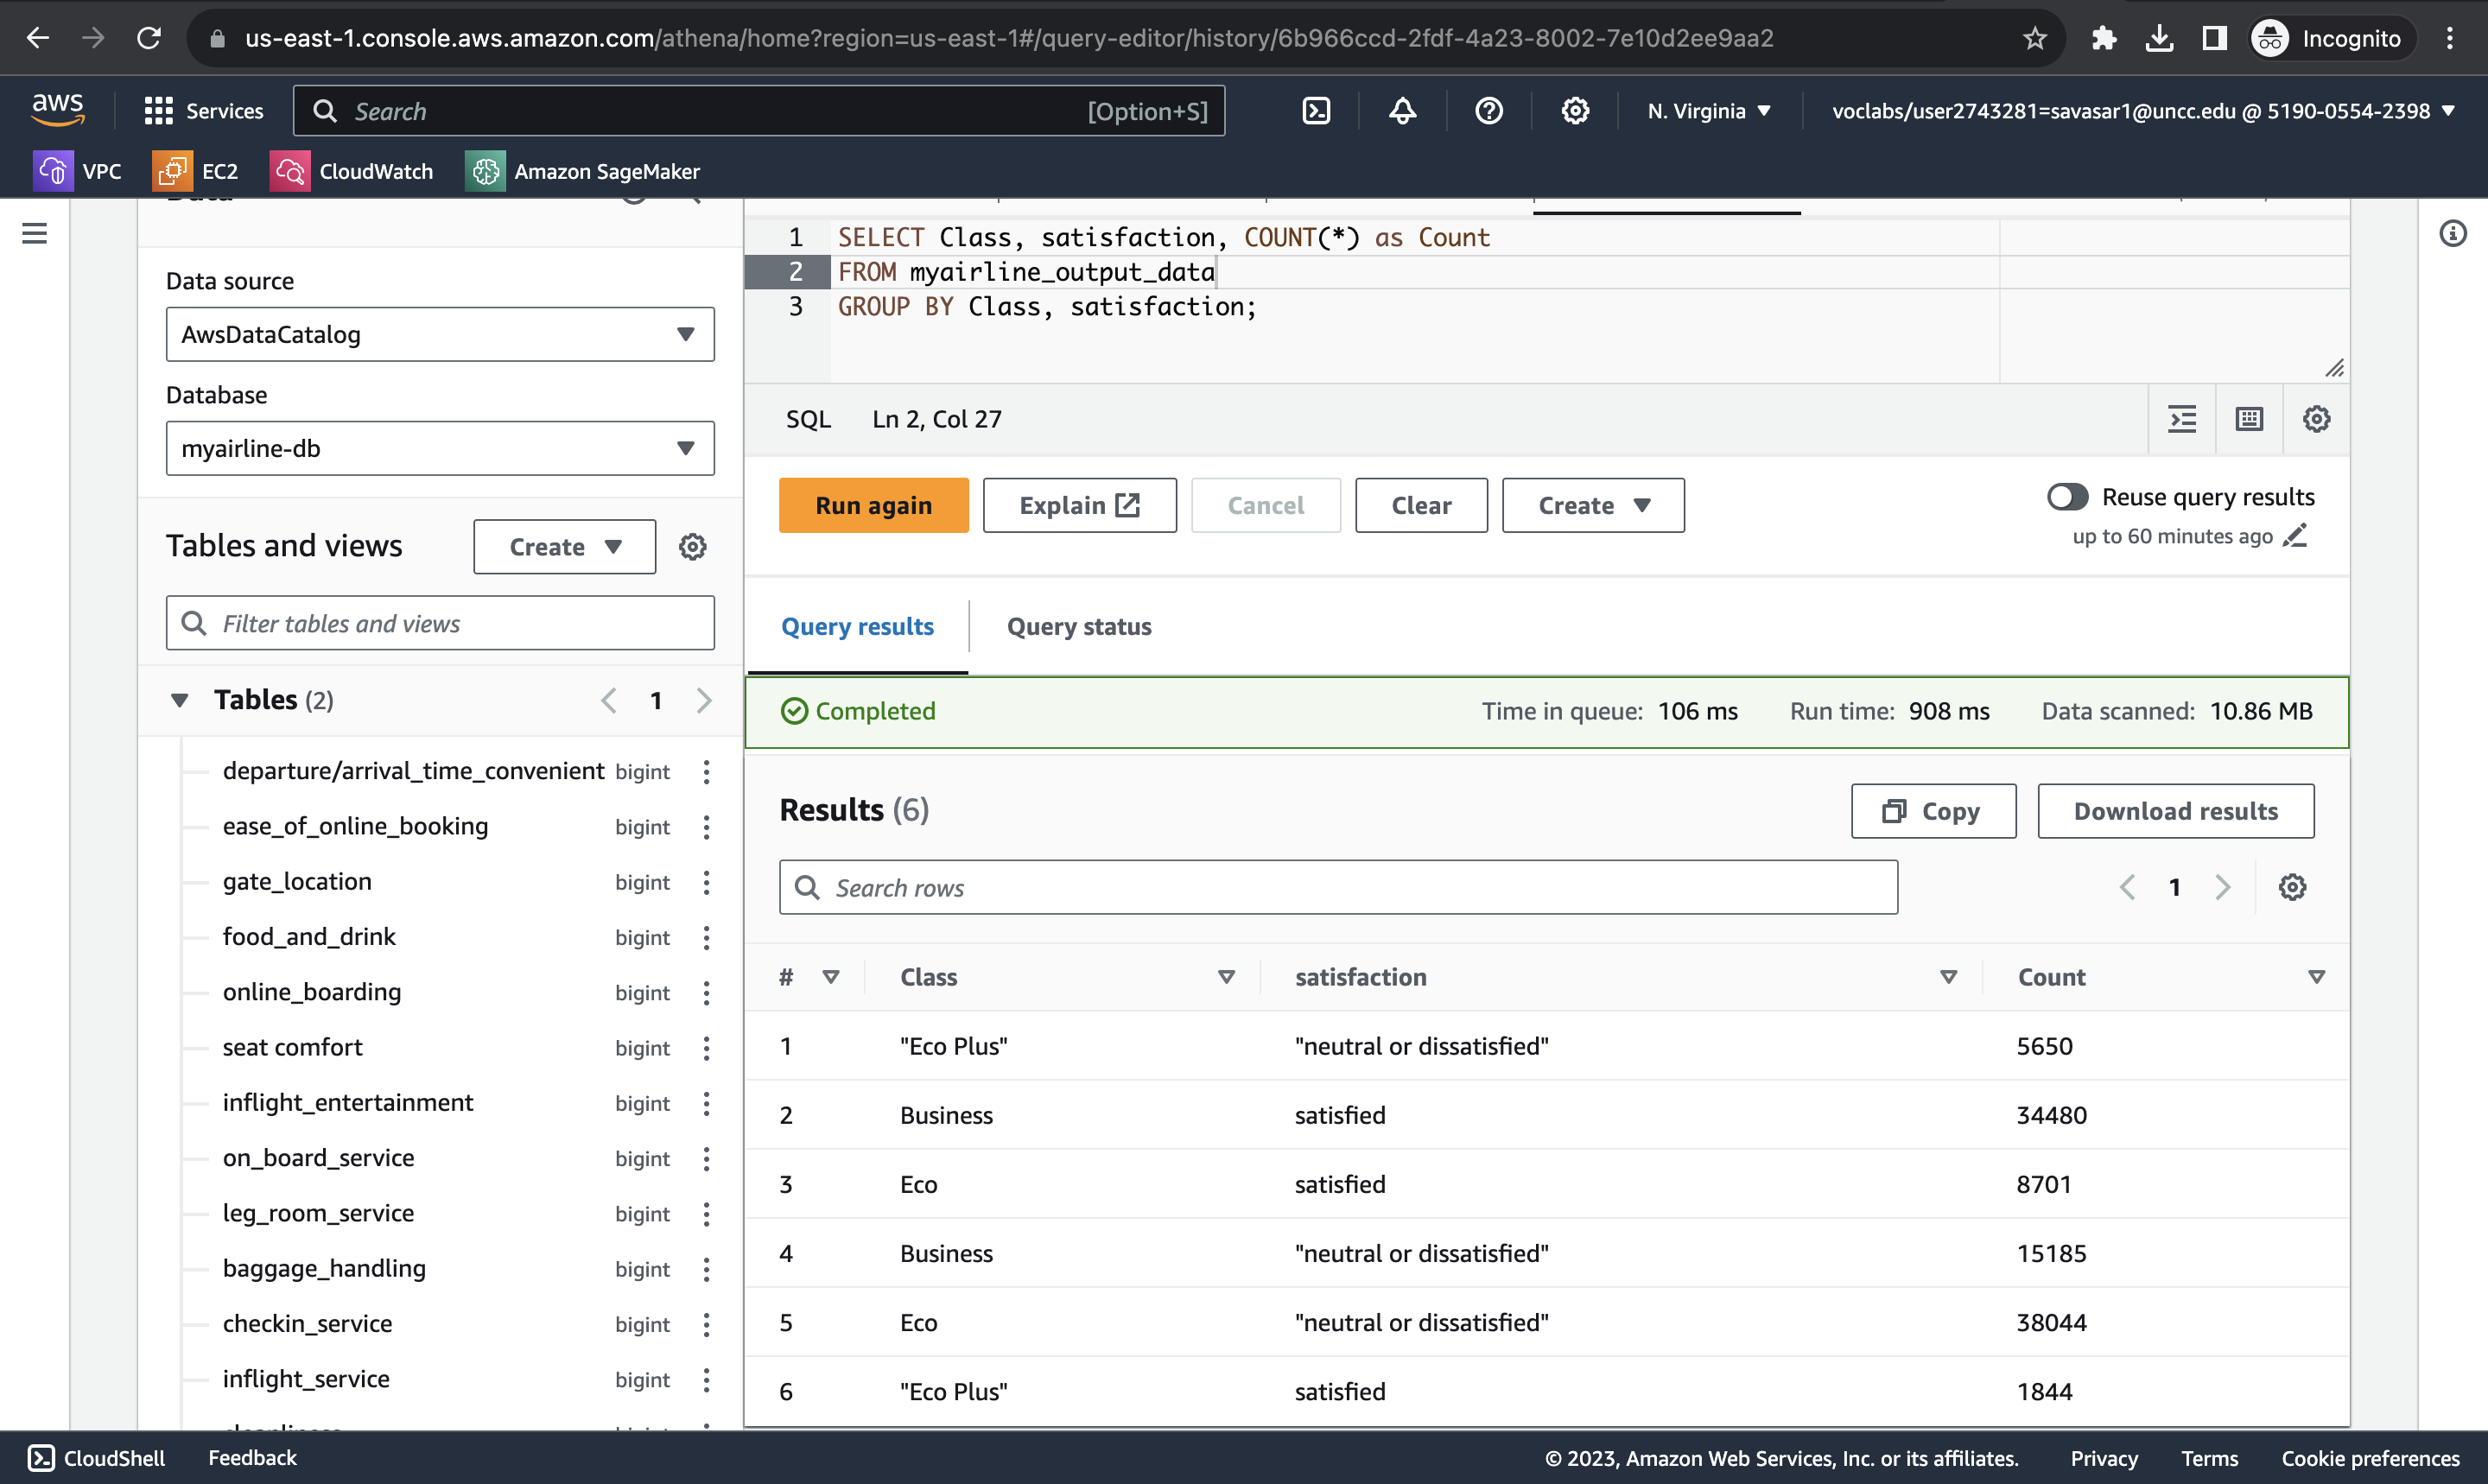 us-east-1.console.aws.amazon.com/athena/home?region=us-east-1#/query-editor/history/6b966ccd-2fdf-4a23-8002-7e10d2ee9aa2
Incognito
aws
Services
Search
[Option+S]
N. Virginia
voclabs/user2743281=savasar1@uncc.edu @ 5190-0554-2398
VPC
EC2
CloudWatch
Amazon SageMaker
Data source
AwsDataCatalog
Database
myairline-db
Tables and views
Create
Filter tables and views
Tables (2)
1
departure/arrival_time_convenient bigint
ease_of_online_booking bigint
gate_location bigint
food_and_drink bigint
online_boarding bigint
seat comfort bigint
inflight_entertainment bigint
on_board_service bigint
leg_room_service bigint
baggage_handling bigint
checkin_service bigint
inflight_service bigint
1 SELECT Class, satisfaction, COUNT(*) as Count
2 FROM myairline_output_data
3 GROUP BY Class, satisfaction;
SQL Ln 2, Col 27
Run again
Explain
Cancel
Clear
Create
Reuse query results
up to 60 minutes ago
Query results
Query status
Completed
Time in queue: 106 ms
Run time: 908 ms
Data scanned: 10.86 MB
Results (6)
Copy
Download results
Search rows
1
# Class satisfaction Count
1 "Eco Plus" "neutral or dissatisfied" 5650
2 Business satisfied 34480
3 Eco satisfied 8701
4 Business "neutral or dissatisfied" 15185
5 Eco "neutral or dissatisfied" 38044
6 "Eco Plus" satisfied 1844
CloudShell
Feedback
© 2023, Amazon Web Services, Inc. or its affiliates.
Privacy
Terms
Cookie preferences